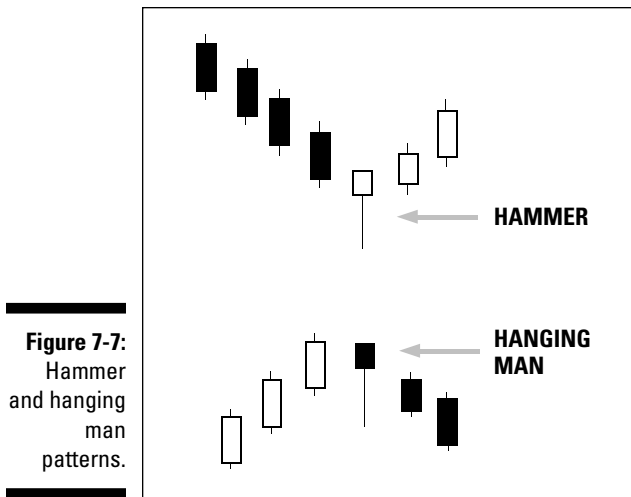 HAMMER
HANGING
MAN
Figure 7-7:
Hammer
and hanging
man
patterns.